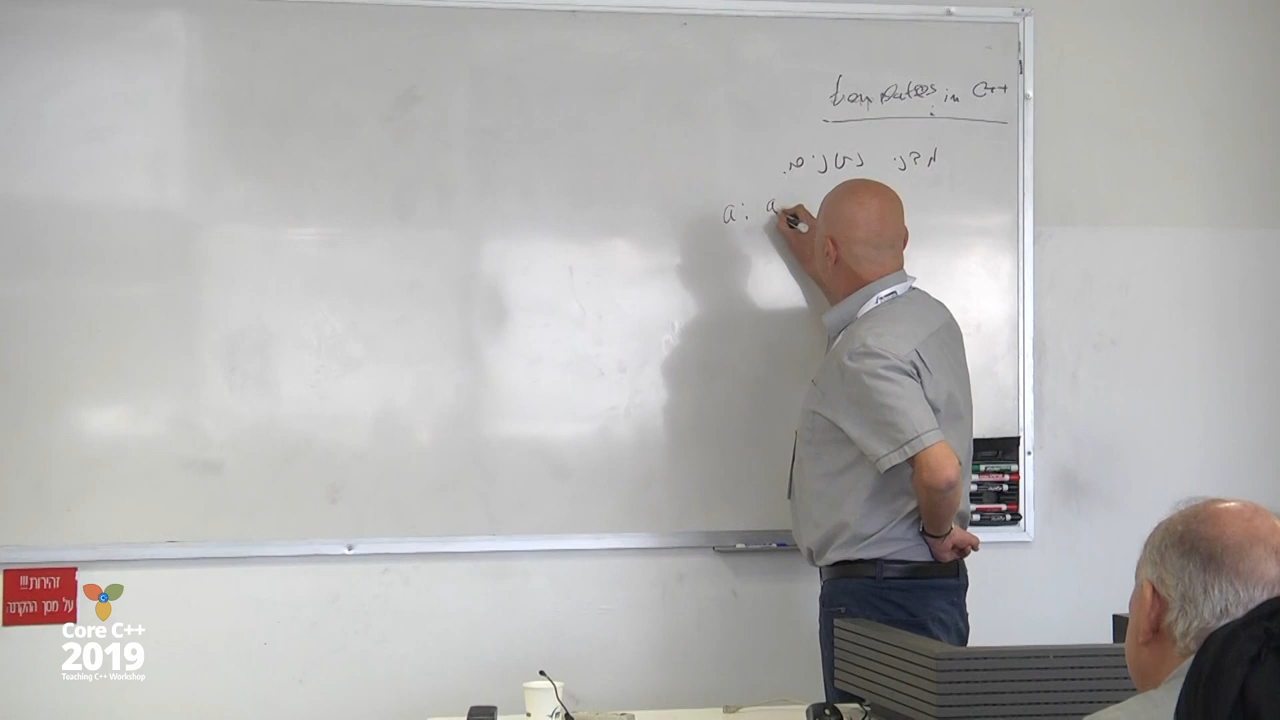 templates in C++
מבני נתונים
a: a
זהירות!!!
על מסך ההקרנה
Core C++
2019
Teaching C++ Workshop